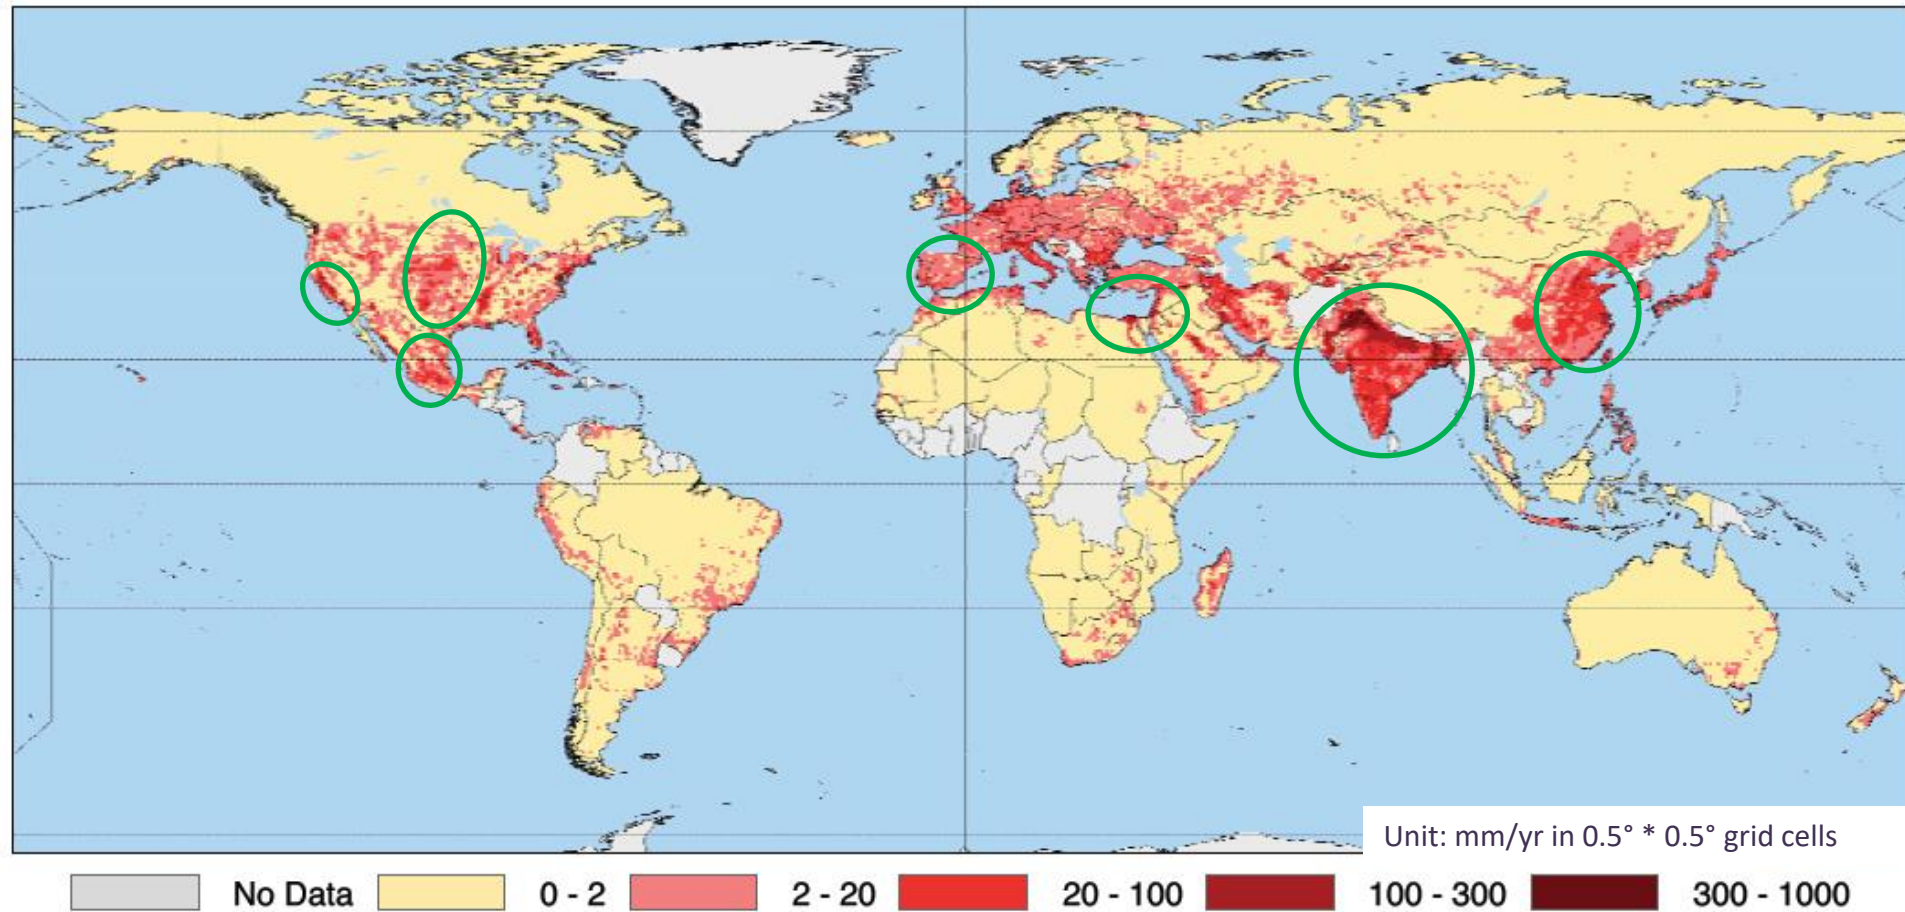 Unit: mm/yr in 0.5° * 0.5° grid cells
No Data 0 - 2 2 - 20 20 - 100 100 - 300 300 - 1000